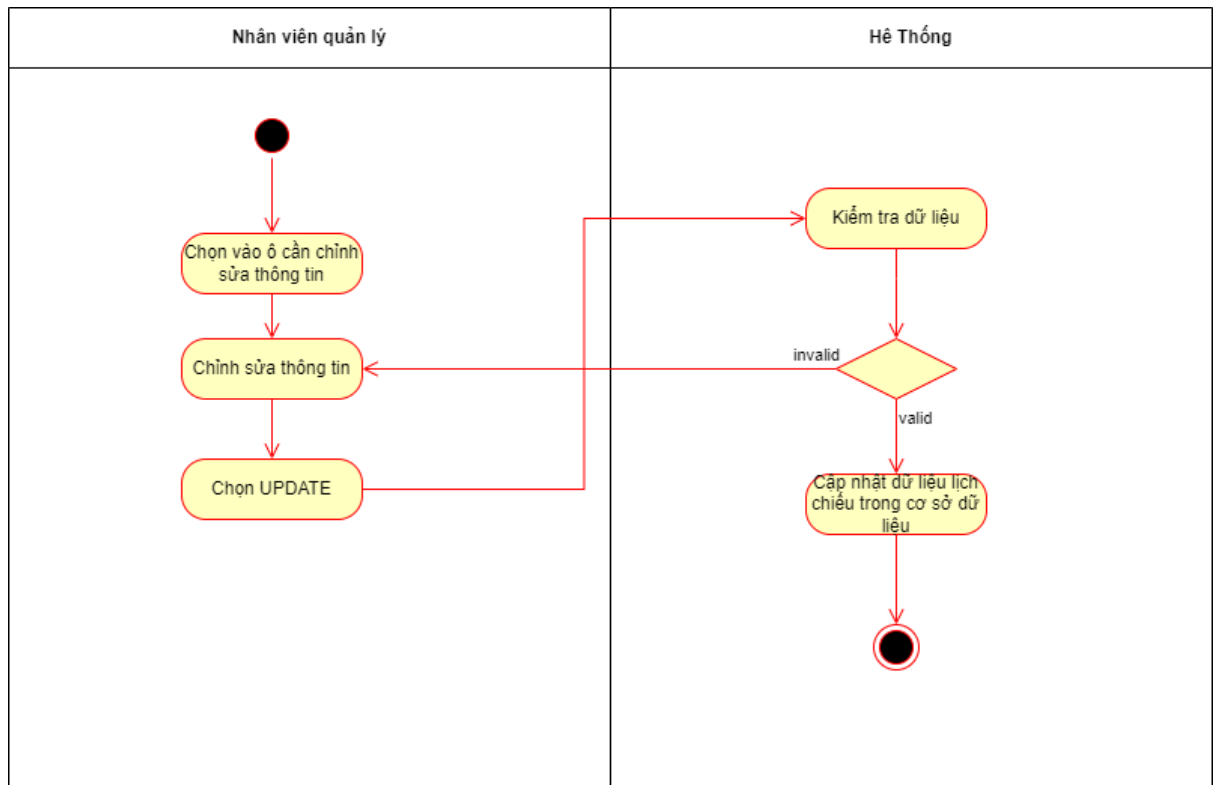 Nhân viên quản lý
Hê Thống
Chọn vào ô cần chỉnh
sửa thông tin
Chỉnh sửa thông tin
Chọn UPDATE
Kiểm tra dữ liệu
invalid
valid
Cập nhật dữ liệu lịch
chiếu trong cơ sở dữ
liệu